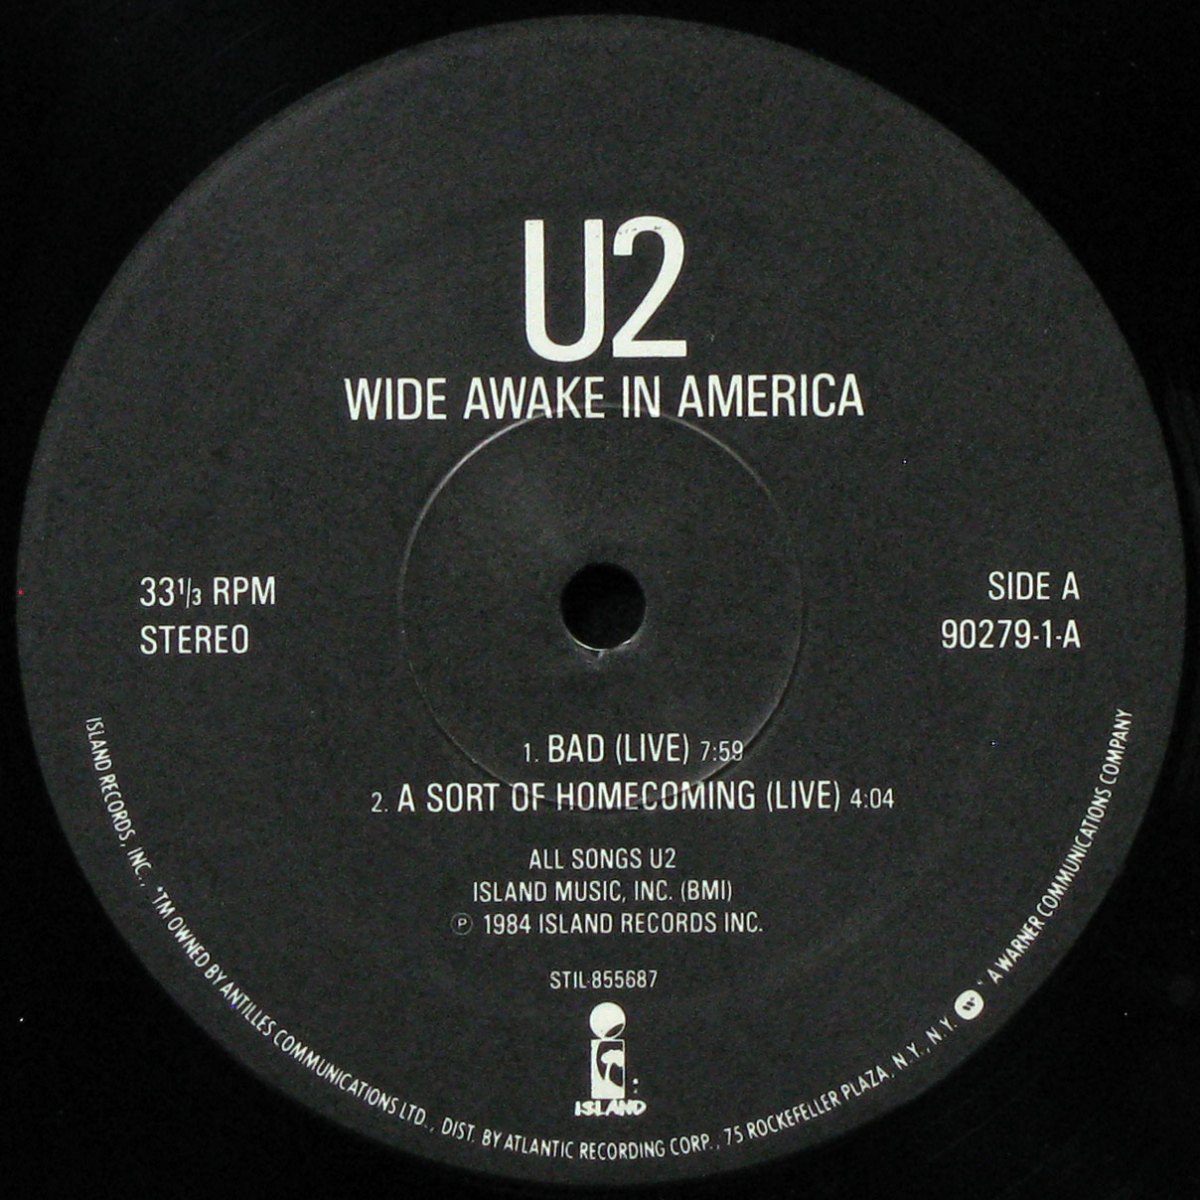 U2
WIDE AWAKE IN AMERICA
33 1/3 RPM
STEREO
SIDE A
90279-1-A
1. BAD (LIVE) 7:59
2. A SORT OF HOMECOMING (LIVE) 4:04
ALL SONGS U2
ISLAND MUSIC, INC. (BMI)
℗ 1984 ISLAND RECORDS INC.
STIL-855687
ISLAND
ISLAND RECORDS, INC., *TM OWNED BY ANTILLES COMMUNICATIONS LTD., DIST. BY ATLANTIC RECORDING CORP., 75 ROCKEFELLER PLAZA, N.Y., N.Y. A WARNER COMMUNICATIONS COMPANY